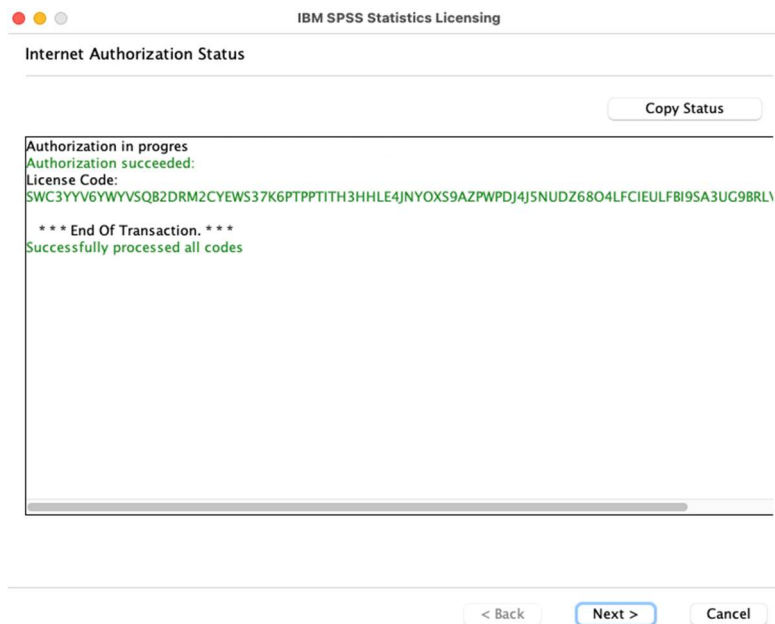 IBM SPSS Statistics Licensing
Internet Authorization Status
Copy Status
Authorization in progres
Authorization succeeded:
License Code:
SWC3YYV6YWYVSQB2DRM2CYEWS37K6PTPPTITH3HHLE4JNYOXS9AZPWPDJ4J5NUDZ68O4LFCIEULFBI9SA3UG9BRLV
* * * End Of Transaction. * * *
Successfully processed all codes
< Back
Next >
Cancel